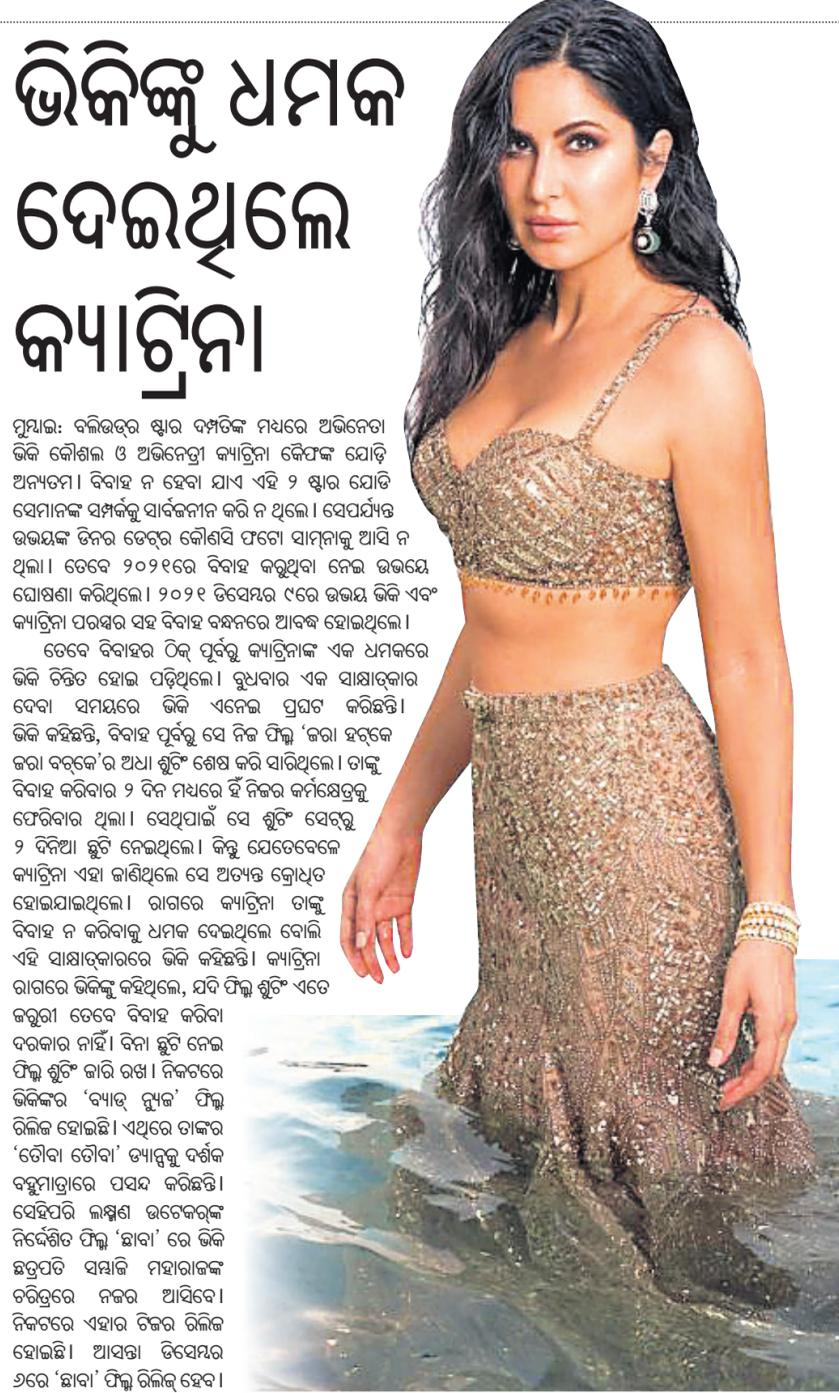 ଭିକିଙ୍କୁ ଧମକ
ଦେଇଥିଲେ
କ୍ୟାଟ୍ରିନା
ମୁମ୍ବାଇ: ବଲିଉଡ୍‌ର ଷ୍ଟାର ଦମ୍ପତିଙ୍କ ମଧ୍ୟରେ ଅଭିନେତା
ଭିକି କୌଶଲ ଓ ଅଭିନେତ୍ରୀ କ୍ୟାଟ୍ରିନା କୈଫଙ୍କ ଯୋଡ଼ି
ଅନ୍ୟତମ। ବିବାହ ନ ହେବା ଯାଏ ଏହି ୨ ଷ୍ଟାର ଯୋଡି
ସେମାନଙ୍କ ସମ୍ପର୍କକୁ ସାର୍ବଜନୀନ କରି ନ ଥିଲେ। ସେପର୍ଯ୍ୟନ୍ତ
ଉଭୟଙ୍କ ଡିନର ଡେଟ୍‌ର କୌଣସି ଫଟୋ ସାମ୍‌ନାକୁ ଆସି ନ
ଥିଲା। ତେବେ ୨୦୨୧ରେ ବିବାହ କରୁଥିବା ନେଇ ଉଭୟେ
ଘୋଷଣା କରିଥିଲେ। ୨୦୨୧ ଡିସେମ୍ବର ୯ରେ ଉଭୟ ଭିକି ଏବଂ
କ୍ୟାଟ୍ରିନା ପରସ୍ପର ସହ ବିବାହ ବନ୍ଧନରେ ଆବଦ୍ଧ ହୋଇଥିଲେ।
ତେବେ ବିବାହର ଠିକ୍ ପୂର୍ବରୁ କ୍ୟାଟ୍ରିନାଙ୍କ ଏକ ଧମକରେ
ଭିକି ଚିନ୍ତିତ ହୋଇ ପଡ଼ିଥିଲେ। ବୁଧବାର ଏକ ସାକ୍ଷାତ୍‌କାର
ଦେବା ସମୟରେ ଭିକି ଏନେଇ ପ୍ରଘଟ କରିଛନ୍ତି।
ଭିକି କହିଛନ୍ତି, ବିବାହ ପୂର୍ବରୁ ସେ ନିଜ ଫିଲ୍ମ ‘ଜରା ହଟ୍‌କେ
ଜରା ବଚ୍‌କେ’ର ଅଧା ଶୁଟିଂ ଶେଷ କରି ସାରିଥିଲେ। ତାଙ୍କୁ
ବିବାହ କରିବାର ୨ ଦିନ ମଧ୍ୟରେ ହିଁ ନିଜର କର୍ମକ୍ଷେତ୍ରକୁ
ଫେରିବାର ଥିଲା। ସେଥିପାଇଁ ସେ ଶୁଟିଂ ସେଟ୍‌ରୁ
୨ ଦିନିଆ ଛୁଟି ନେଇଥିଲେ। କିନ୍ତୁ ଯେତେବେଳେ
କ୍ୟାଟ୍ରିନା ଏହା ଜାଣିଥିଲେ ସେ ଅତ୍ୟନ୍ତ କ୍ରୋଧିତ
ହୋଇଯାଇଥିଲେ। ରାଗରେ କ୍ୟାଟ୍ରିନା ତାଙ୍କୁ
ବିବାହ ନ କରିବାକୁ ଧମକ ଦେଇଥିଲେ ବୋଲି
ଏହି ସାକ୍ଷାତ୍‌କାରରେ ଭିକି କହିଛନ୍ତି। କ୍ୟାଟ୍ରିନା
ରାଗରେ ଭିକିଙ୍କୁ କହିଥିଲେ, ଯଦି ଫିଲ୍ମ ଶୁଟିଂ ଏତେ
ଜରୁରୀ ତେବେ ବିବାହ କରିବା
ଦରକାର ନାହିଁ। ବିନା ଛୁଟି ନେଇ
ଫିଲ୍ମ ଶୁଟିଂ ଜାରି ରଖ। ନିକଟରେ
ଭିକିଙ୍କର ‘ବ୍ୟାଡ୍ ନ୍ୟୁଜ’ ଫିଲ୍ମ
ରିଲିଜ ହୋଇଛି। ଏଥିରେ ତାଙ୍କର
‘ତୌବା ତୌବା’ ଡ୍ୟାନ୍ସକୁ ଦର୍ଶକ
ବହୁମାତ୍ରାରେ ପସନ୍ଦ କରିଛନ୍ତି।
ସେହିପରି ଲକ୍ଷ୍ମଣ ଉଟେକର୍‌ଙ୍କ
ନିର୍ଦ୍ଦେଶିତ ଫିଲ୍ମ ‘ଛାବା’ ରେ ଭିକି
ଛତ୍ରପତି ସମ୍ଭାଜି ମହାରାଜଙ୍କ
ଚରିତ୍ରରେ ନଜର ଆସିବେ।
ନିକଟରେ ଏହାର ଟିଜର ରିଲିଜ
ହୋଇଛି। ଆସନ୍ତା ଡିସେମ୍ବର
୬ରେ ‘ଛାବା’ ଫିଲ୍ମ ରିଲିଜ୍ ହେବ।